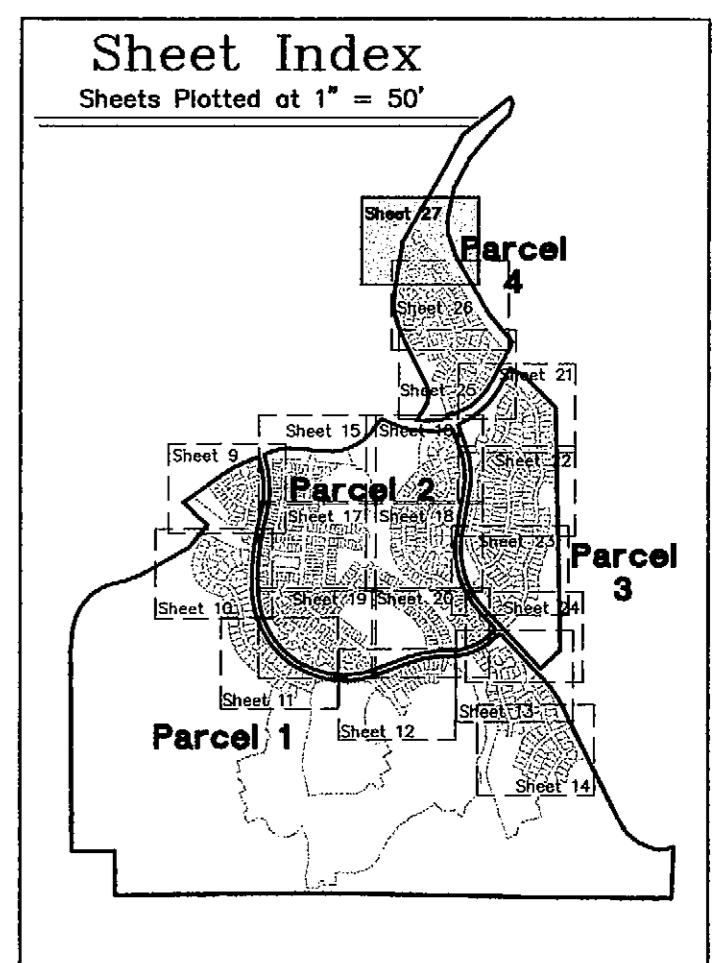 Sheet Index
Sheets Plotted at 1" = 50'
Sheet 27
Parcel
4
Sheet 26
Sheet 25
Sheet 21
Sheet 15
Sheet 16
Sheet 9
Sheet 22
Parcel 2
Sheet 17
Sheet 18
Sheet 23
Parcel
3
Sheet 10
Sheet 19
Sheet 20
Sheet 24
Sheet 11
Sheet 12
Sheet 13
Parcel 1
Sheet 14